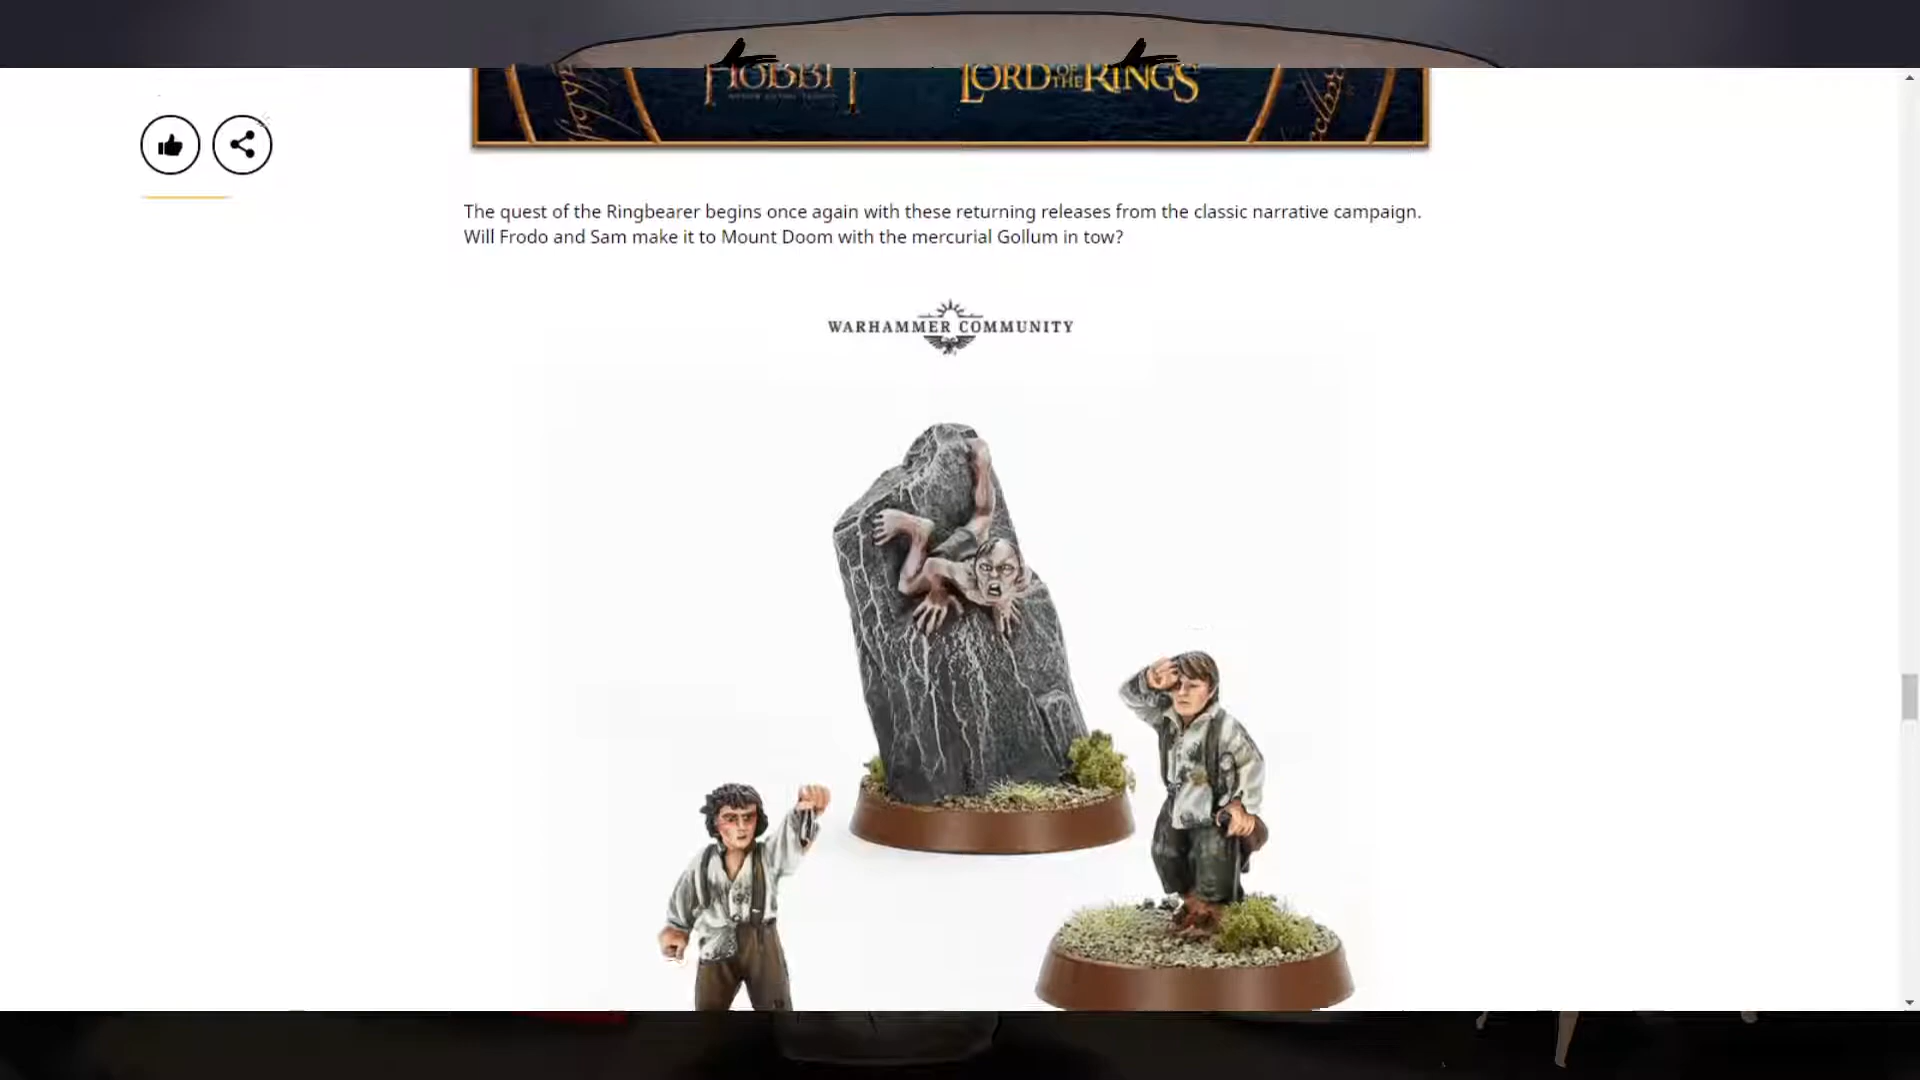 HOBBIT
LORD OF THE RINGS
The quest of the Ringbearer begins once again with these returning releases from the classic narrative campaign.
Will Frodo and Sam make it to Mount Doom with the mercurial Gollum in tow?
WARHAMMER COMMUNITY